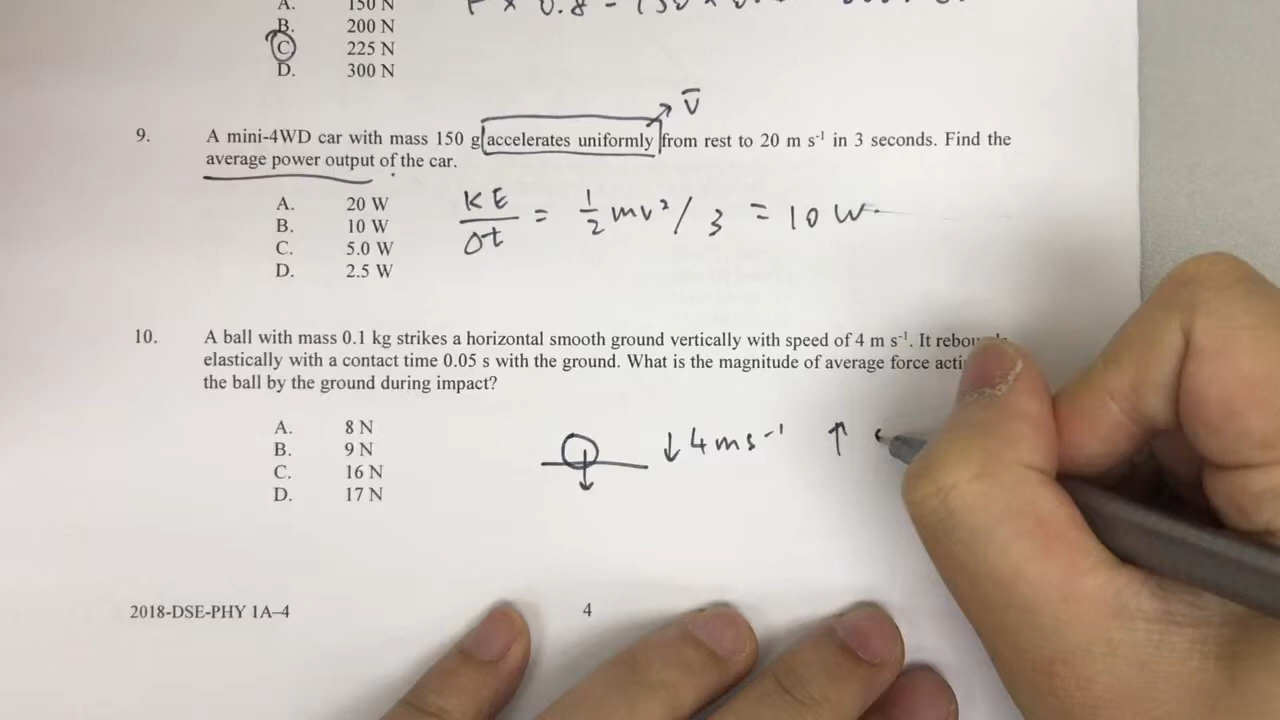 A. 150 N
B. 200 N
C. 225 N
D. 300 N
v̄
9. A mini-4WD car with mass 150 g accelerates uniformly from rest to 20 m s⁻¹ in 3 seconds. Find the
average power output of the car.
A. 20 W
B. 10 W
C. 5.0 W
D. 2.5 W
KE/Δt = 1/2 mv²/3 = 10 W.
10. A ball with mass 0.1 kg strikes a horizontal smooth ground vertically with speed of 4 m s⁻¹. It
elastically with a contact time 0.05 s with the ground. What is the magnitude of average force
the ball by the ground during impact?
A. 8 N
B. 9 N
C. 16 N
D. 17 N
↓4ms⁻¹ ↑
2018-DSE-PHY 1A–4
4